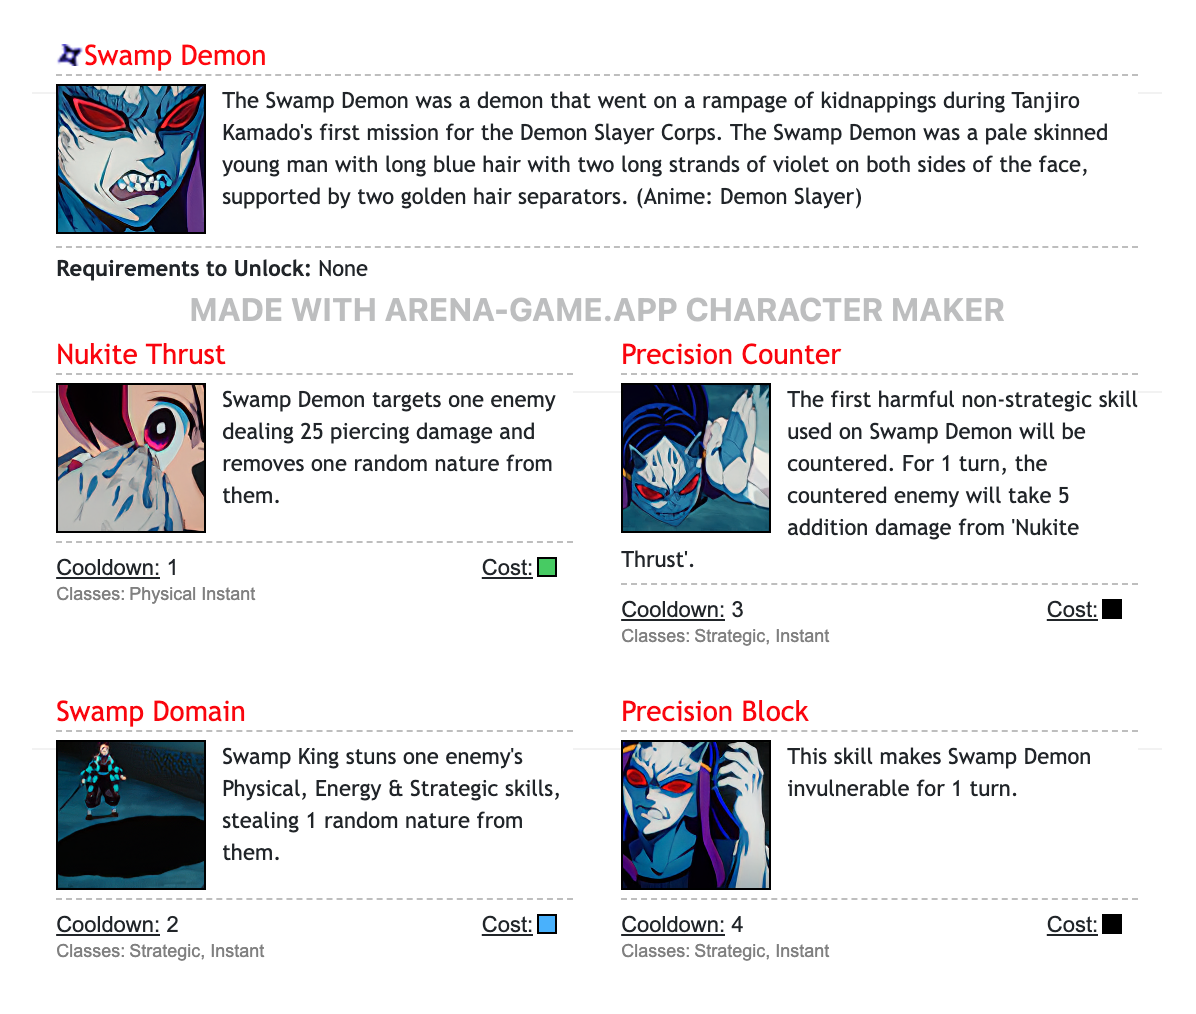 Swamp Demon
The Swamp Demon was a demon that went on a rampage of kidnappings during Tanjiro
Kamado's first mission for the Demon Slayer Corps. The Swamp Demon was a pale skinned
young man with long blue hair with two long strands of violet on both sides of the face,
supported by two golden hair separators. (Anime: Demon Slayer)
Requirements to Unlock: None
MADE WITH ARENA-GAME.APP CHARACTER MAKER
Nukite Thrust
Swamp Demon targets one enemy
dealing 25 piercing damage and
removes one random nature from
them.
Cooldown: 1 Cost:
Classes: Physical Instant
Precision Counter
The first harmful non-strategic skill
used on Swamp Demon will be
countered. For 1 turn, the
countered enemy will take 5
addition damage from 'Nukite
Thrust'.
Cooldown: 3 Cost:
Classes: Strategic, Instant
Swamp Domain
Swamp King stuns one enemy's
Physical, Energy & Strategic skills,
stealing 1 random nature from
them.
Cooldown: 2 Cost:
Classes: Strategic, Instant
Precision Block
This skill makes Swamp Demon
invulnerable for 1 turn.
Cooldown: 4 Cost:
Classes: Strategic, Instant